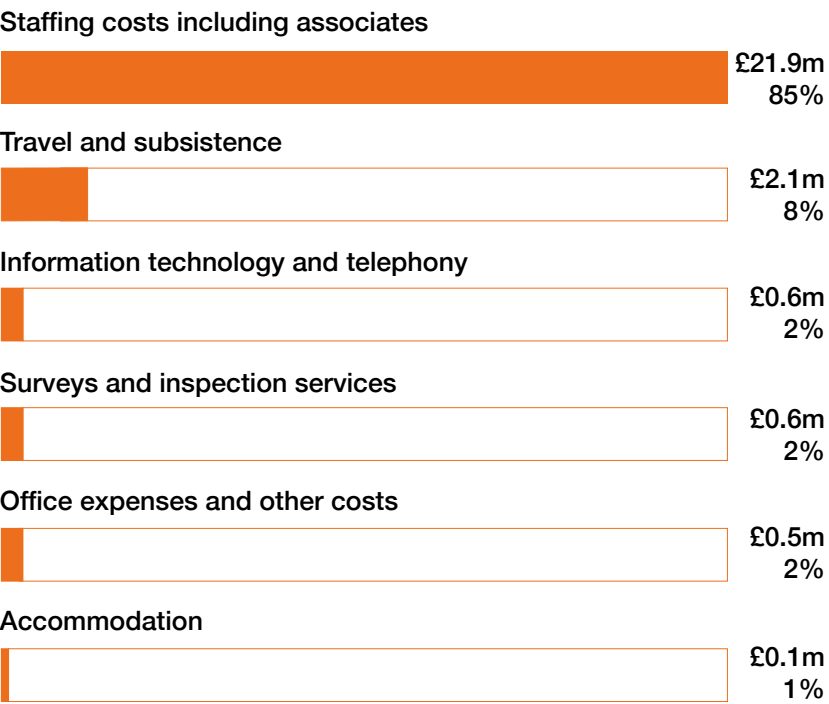 Staffing costs including associates
£21.9m
85%
Travel and subsistence
£2.1m
8%
Information technology and telephony
£0.6m
2%
Surveys and inspection services
£0.6m
2%
Office expenses and other costs
£0.5m
2%
Accommodation
£0.1m
1%